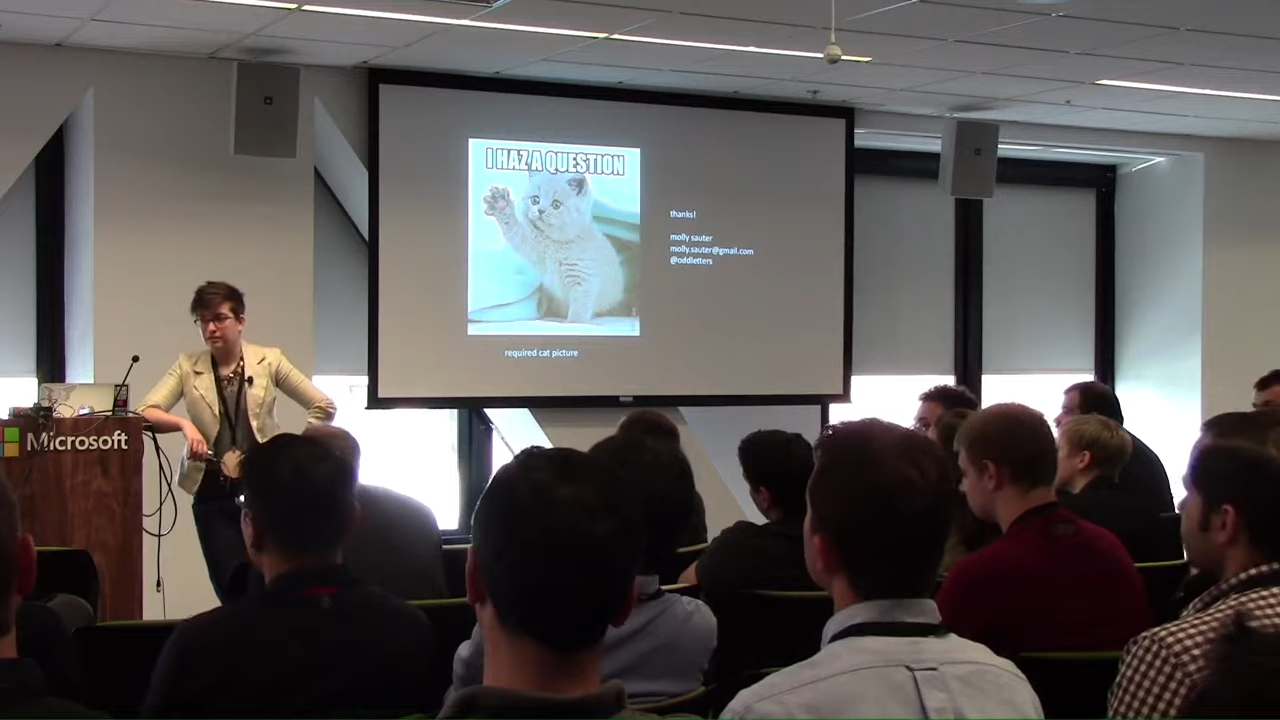 I HAZ A QUESTION
thanks!
molly sauter
molly.sauter@gmail.com
@oddletters
required cat picture
Microsoft